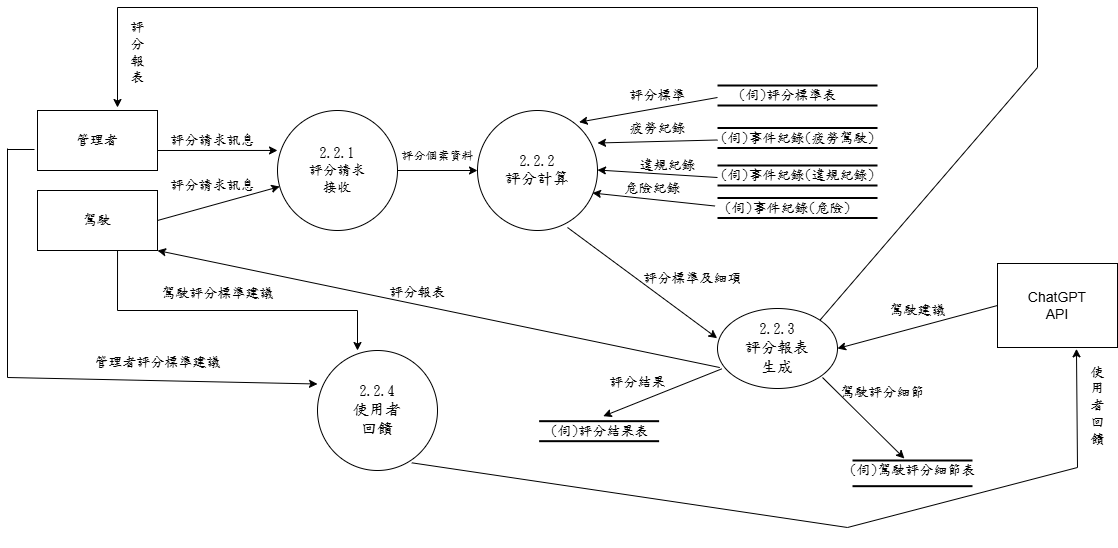 評
分
報
表
管理者
評分請求訊息
評分請求訊息
駕駛
2.2.1
評分請求
接收
評分個案資料
2.2.2
評分計算
評分標準
(伺)評分標準表
疲勞紀錄
(伺)事件紀錄(疲勞駕駛)
違規紀錄
(伺)事件紀錄(違規紀錄)
危險紀錄
(伺)事件紀錄(危險)
評分標準及細項
駕駛評分標準建議
評分報表
管理者評分標準建議
2.2.3
評分報表
生成
駕駛建議
ChatGPT
API
2.2.4
使用者
回饋
評分結果
(伺)評分結果表
駕駛評分細節
(伺)駕駛評分細節表
使
用
者
回
饋